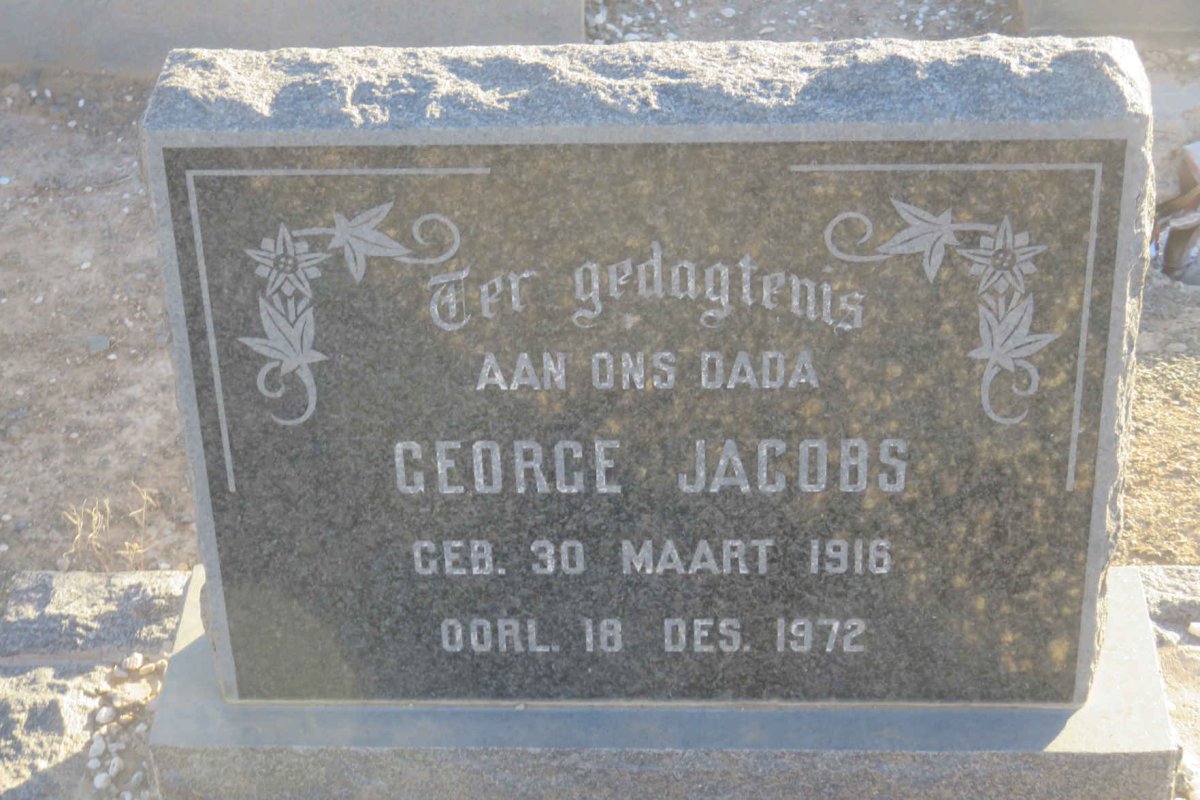 Ter gedagtenis
AAN ONS DADA
GEORGE JACOBS
GEB. 30 MAART 1916
OORL. 18 DES. 1972